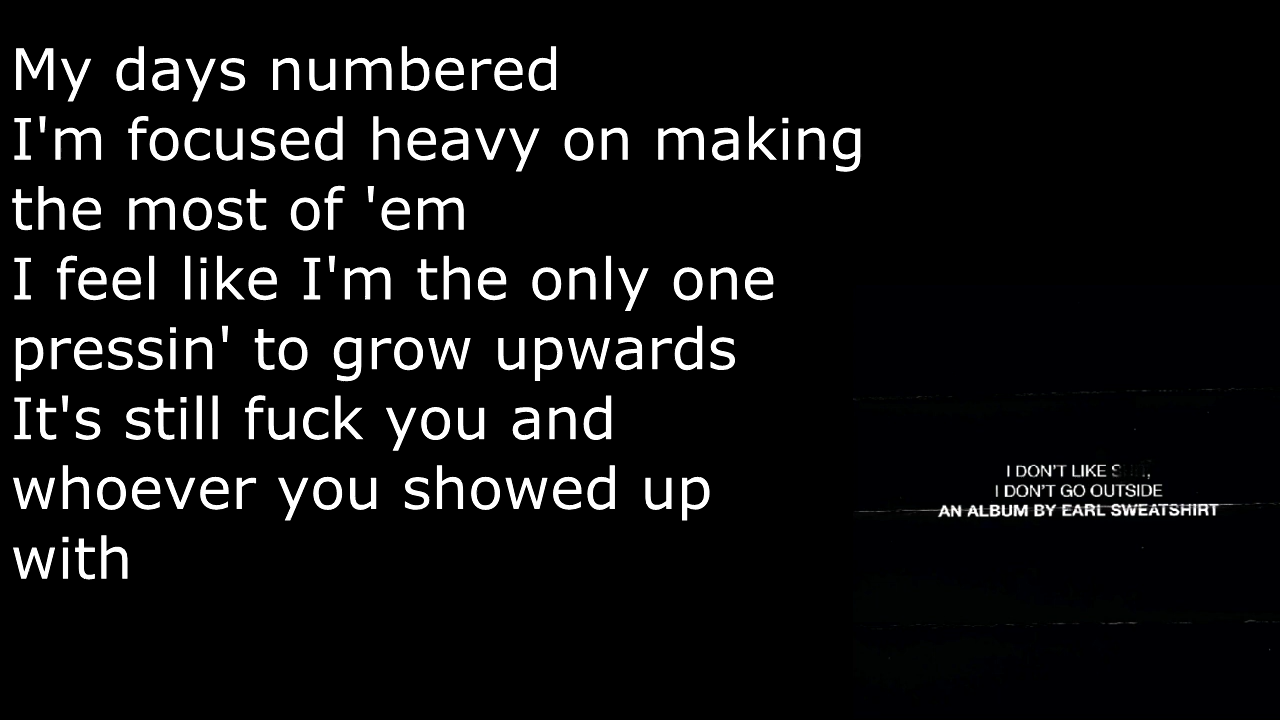 My days numbered
I'm focused heavy on making
the most of 'em
I feel like I'm the only one
pressin' to grow upwards
It's still fuck you and
whoever you showed up
with
I DON'T LIKE
I DON'T GO OUTSIDE
AN ALBUM BY EARL SWEATSHIRT